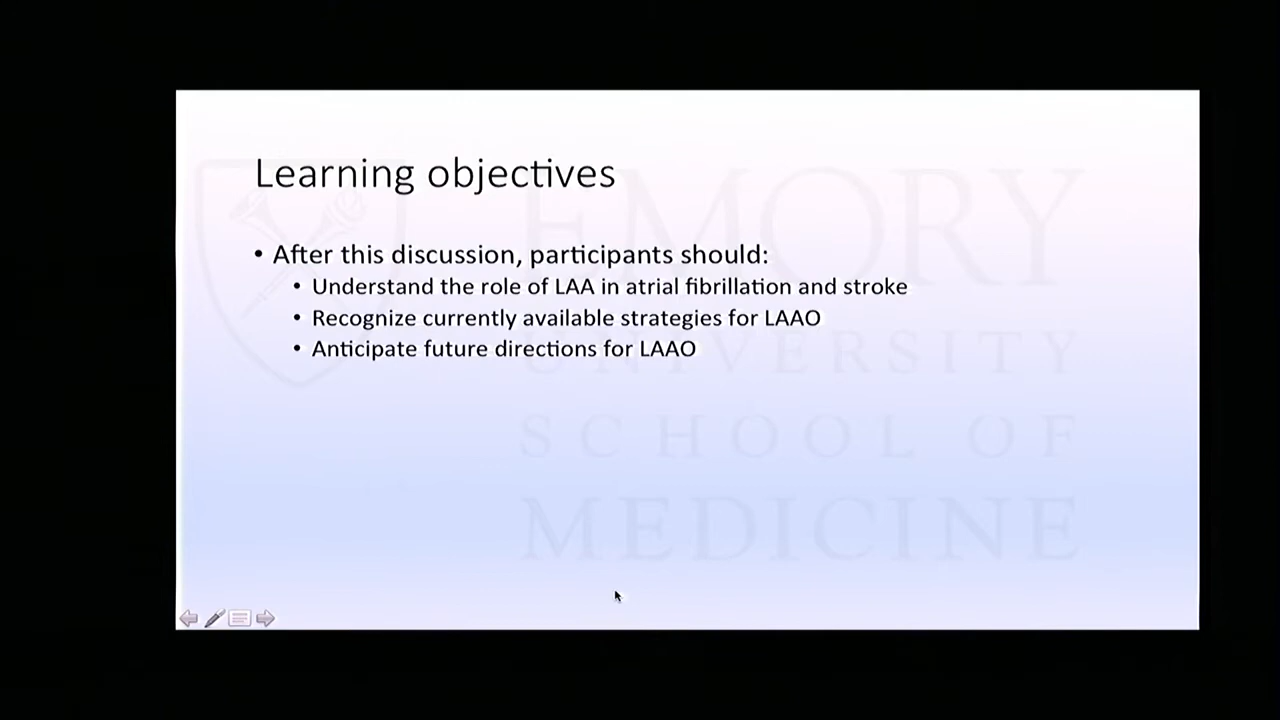 Learning objectives
• After this discussion, participants should:
• Understand the role of LAA in atrial fibrillation and stroke
• Recognize currently available strategies for LAAO
• Anticipate future directions for LAAO
EMORY
UNIVERSITY
SCHOOL OF
MEDICINE